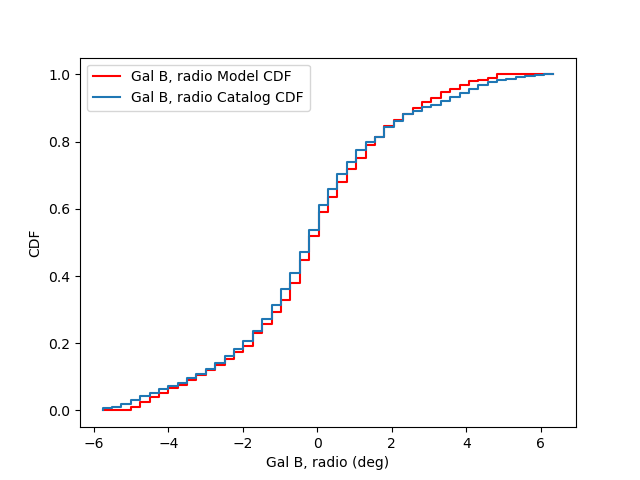 Gal B, radio Model CDF
Gal B, radio Catalog CDF
1.0
0.8
0.6
0.4
0.2
0.0
CDF
−6 −4 −2 0 2 4 6
Gal B, radio (deg)